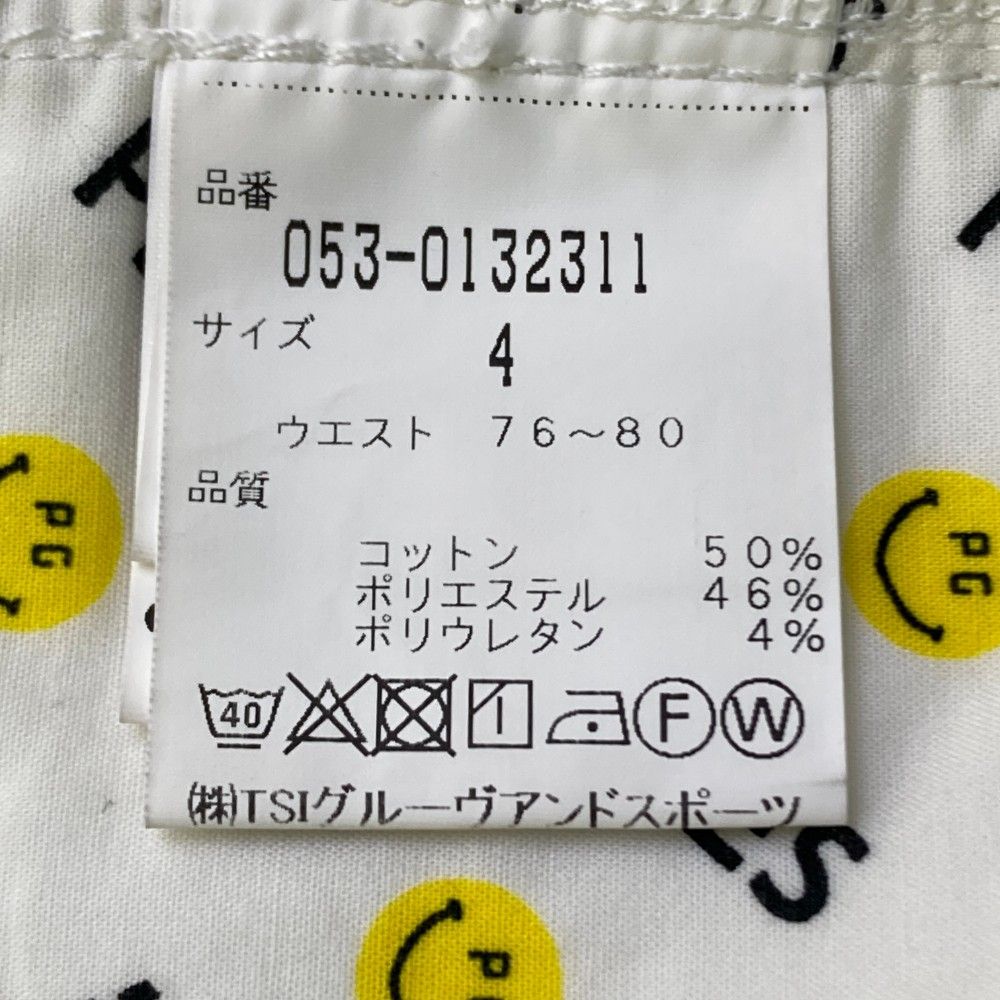 品番
053-0132311
サイズ
4
ウエスト 76～80
品質
コットン 50%
ポリエステル 46%
ポリウレタン 4%
40
F
W
㈱TSIグルーヴアンドスポーツ
PG
PG
ES